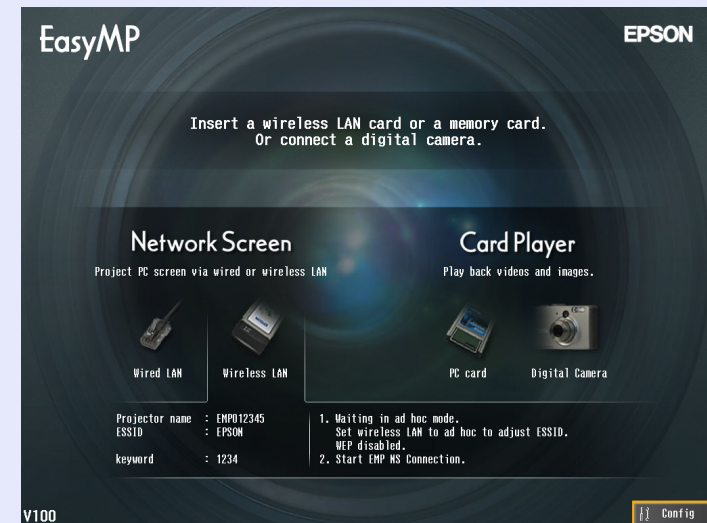 EasyMP
EPSON
Insert a wireless LAN card or a memory card.
Or connect a digital camera.
Network Screen
Project PC screen via wired or wireless LAN
Wired LAN
Wireless LAN
Card Player
Play back videos and images.
PC card
Digital Camera
Projector name : EMP012345
ESSID : EPSON
keyword : 1234
1. Waiting in ad hoc mode.
Set wireless LAN to ad hoc to adjust ESSID.
WEP disabled.
2. Start EMP NS Connection.
V100
Config